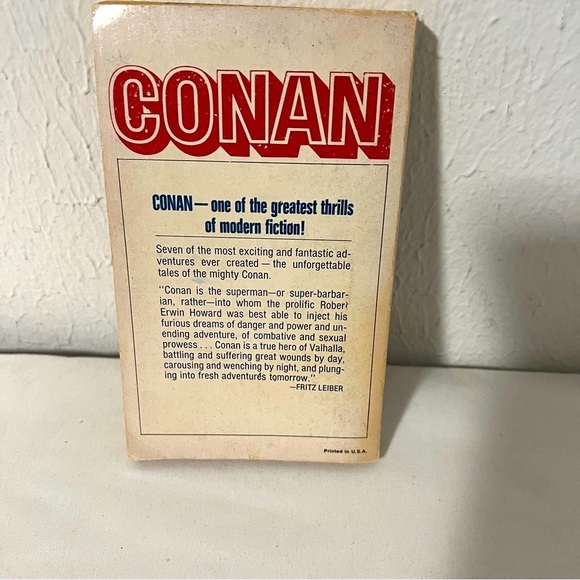 CONAN
CONAN—one of the greatest thrills
of modern fiction!
Seven of the most exciting and fantastic ad-
ventures ever created—the unforgettable
tales of the mighty Conan.
"Conan is the superman—or super-barbar-
ian, rather—into whom the prolific Robert
Erwin Howard was best able to inject his
furious dreams of danger and power and un-
ending adventure, of combative and sexual
prowess . . . Conan is a true hero of Valhalla,
battling and suffering great wounds by day,
carousing and wenching by night, and plung-
ing into fresh adventures tomorrow."
—FRITZ LEIBER
Printed in U.S.A.